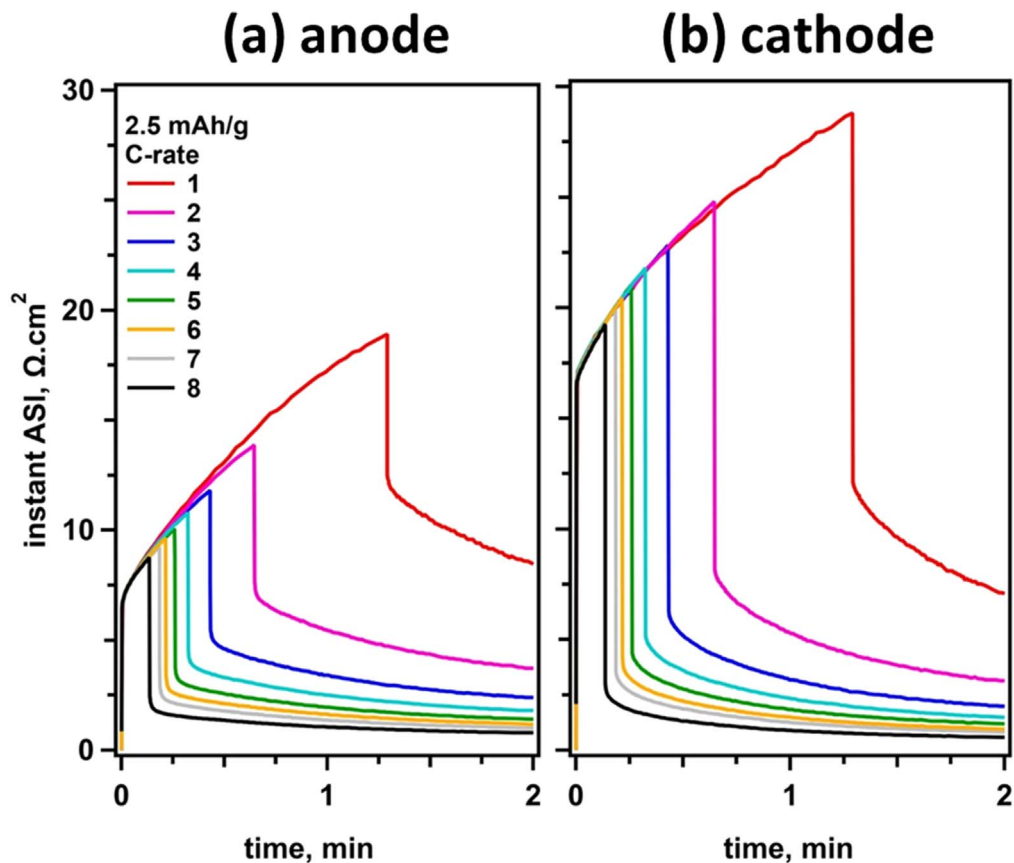 (a) anode
(b) cathode
30
20
10
0
instant ASI, Ω.cm²
2.5 mAh/g
C-rate
1
2
3
4
5
6
7
8
0 1 2
0 1 2
time, min
time, min